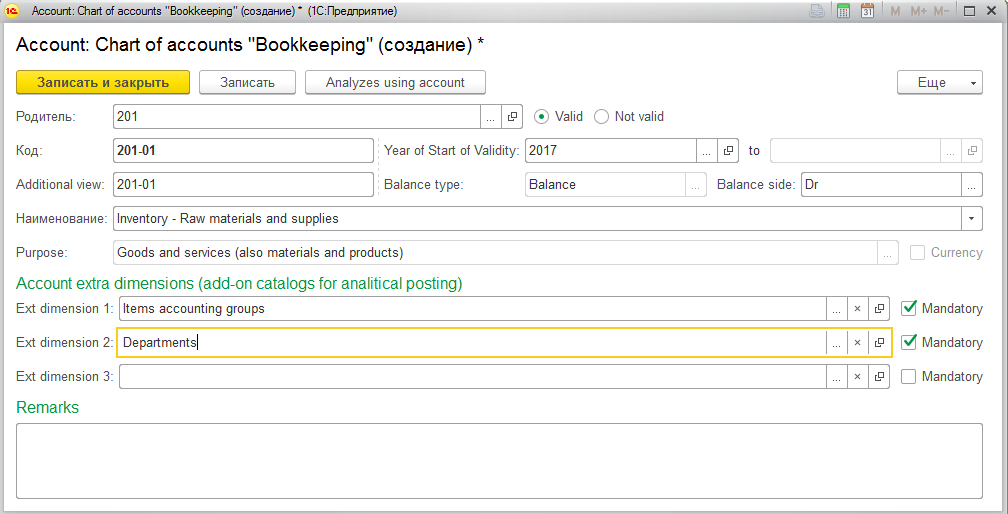 1С Account: Chart of accounts "Bookkeeping" (создание) * (1С:Предприятие) 31 M M+ M-
Account: Chart of accounts "Bookkeeping" (создание) *
Записать и закрыть Записать Analyzes using account Еще
Родитель: 201 ... Valid Not valid
Код: 201-01 Year of Start of Validity: 2017 ... to ...
Additional view: 201-01 Balance type: Balance ... Balance side: Dr ...
Наименование: Inventory - Raw materials and supplies
Purpose: Goods and services (also materials and products) ... Currency
Account extra dimensions (add-on catalogs for analitical posting)
Ext dimension 1: Items accounting groups ... × Mandatory
Ext dimension 2: Departments ... × Mandatory
Ext dimension 3: ... × Mandatory
Remarks